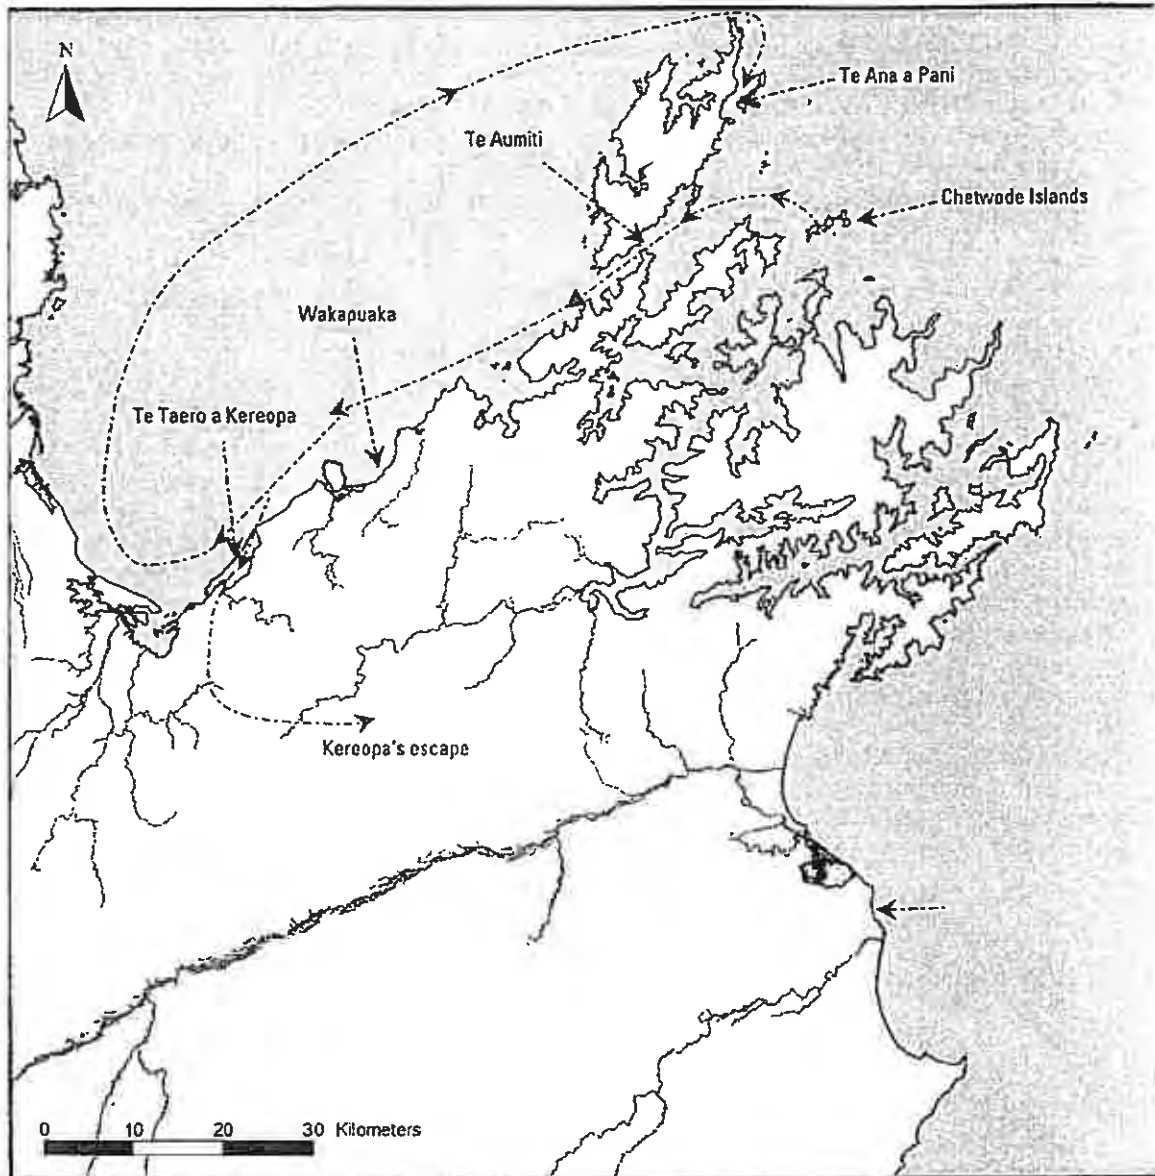 N
Te Ana a Pani
Te Aumiti
Chetwode Islands
Wakapuaka
Te Taero a Kereopa
Kereopa's escape
0 10 20 30 Kilometers